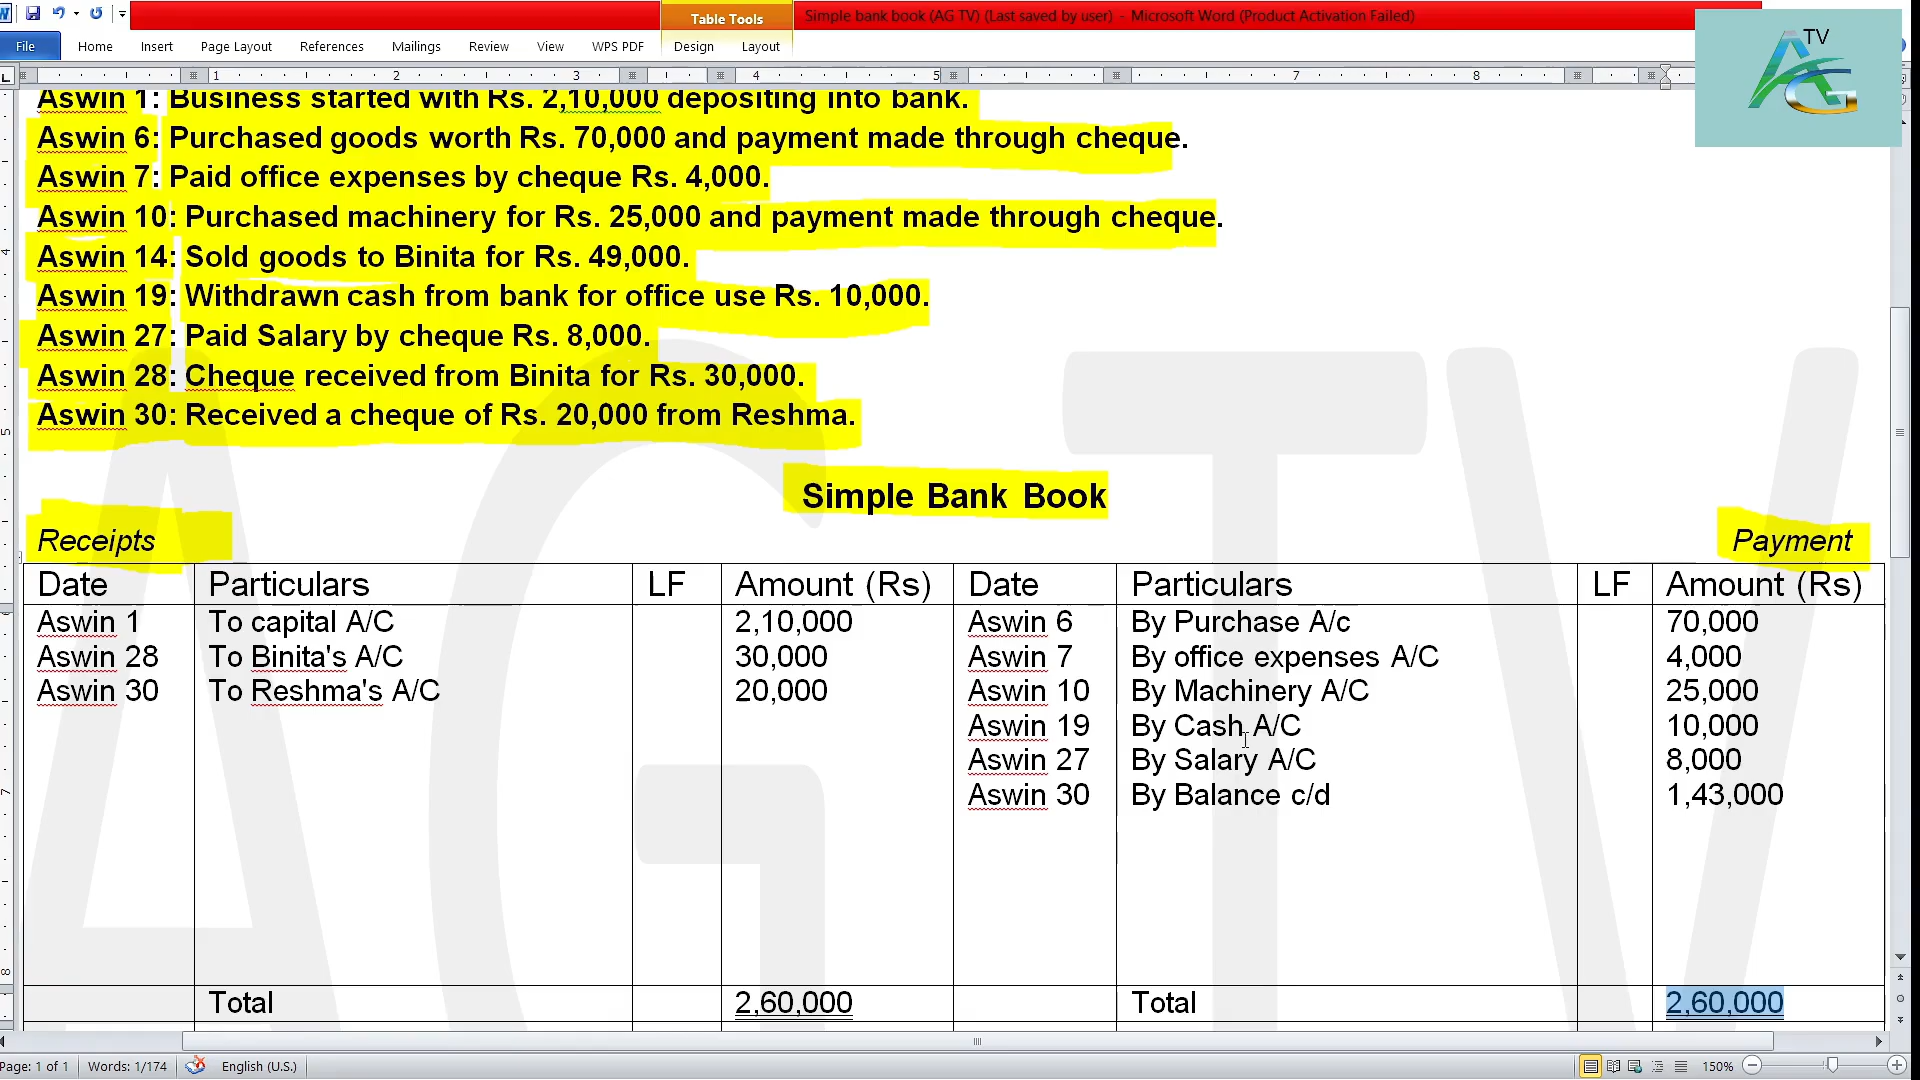 Table Tools
Simple bank book (AG TV) (Last saved by user) - Microsoft Word (Product Activation Failed)
File Home Insert Page Layout References Mailings Review View WPS PDF Design Layout
TV
AG
1 2 3 4 5 7 8
Aswin 1: Business started with Rs. 2,10,000 depositing into bank.
Aswin 6: Purchased goods worth Rs. 70,000 and payment made through cheque.
Aswin 7: Paid office expenses by cheque Rs. 4,000.
Aswin 10: Purchased machinery for Rs. 25,000 and payment made through cheque.
Aswin 14: Sold goods to Binita for Rs. 49,000.
Aswin 19: Withdrawn cash from bank for office use Rs. 10,000.
Aswin 27: Paid Salary by cheque Rs. 8,000.
Aswin 28: Cheque received from Binita for Rs. 30,000.
Aswin 30: Received a cheque of Rs. 20,000 from Reshma.
Simple Bank Book
Receipts Payment
Date Particulars LF Amount (Rs) Date Particulars LF Amount (Rs)
Aswin 1 To capital A/C 2,10,000 Aswin 6 By Purchase A/c 70,000
Aswin 28 To Binita's A/C 30,000 Aswin 7 By office expenses A/C 4,000
Aswin 30 To Reshma's A/C 20,000 Aswin 10 By Machinery A/C 25,000
Aswin 19 By Cash A/C 10,000
Aswin 27 By Salary A/C 8,000
Aswin 30 By Balance c/d 1,43,000
Total 2,60,000 Total 2,60,000
AG TV
Page: 1 of 1 Words: 1/174 English (U.S.) 150%